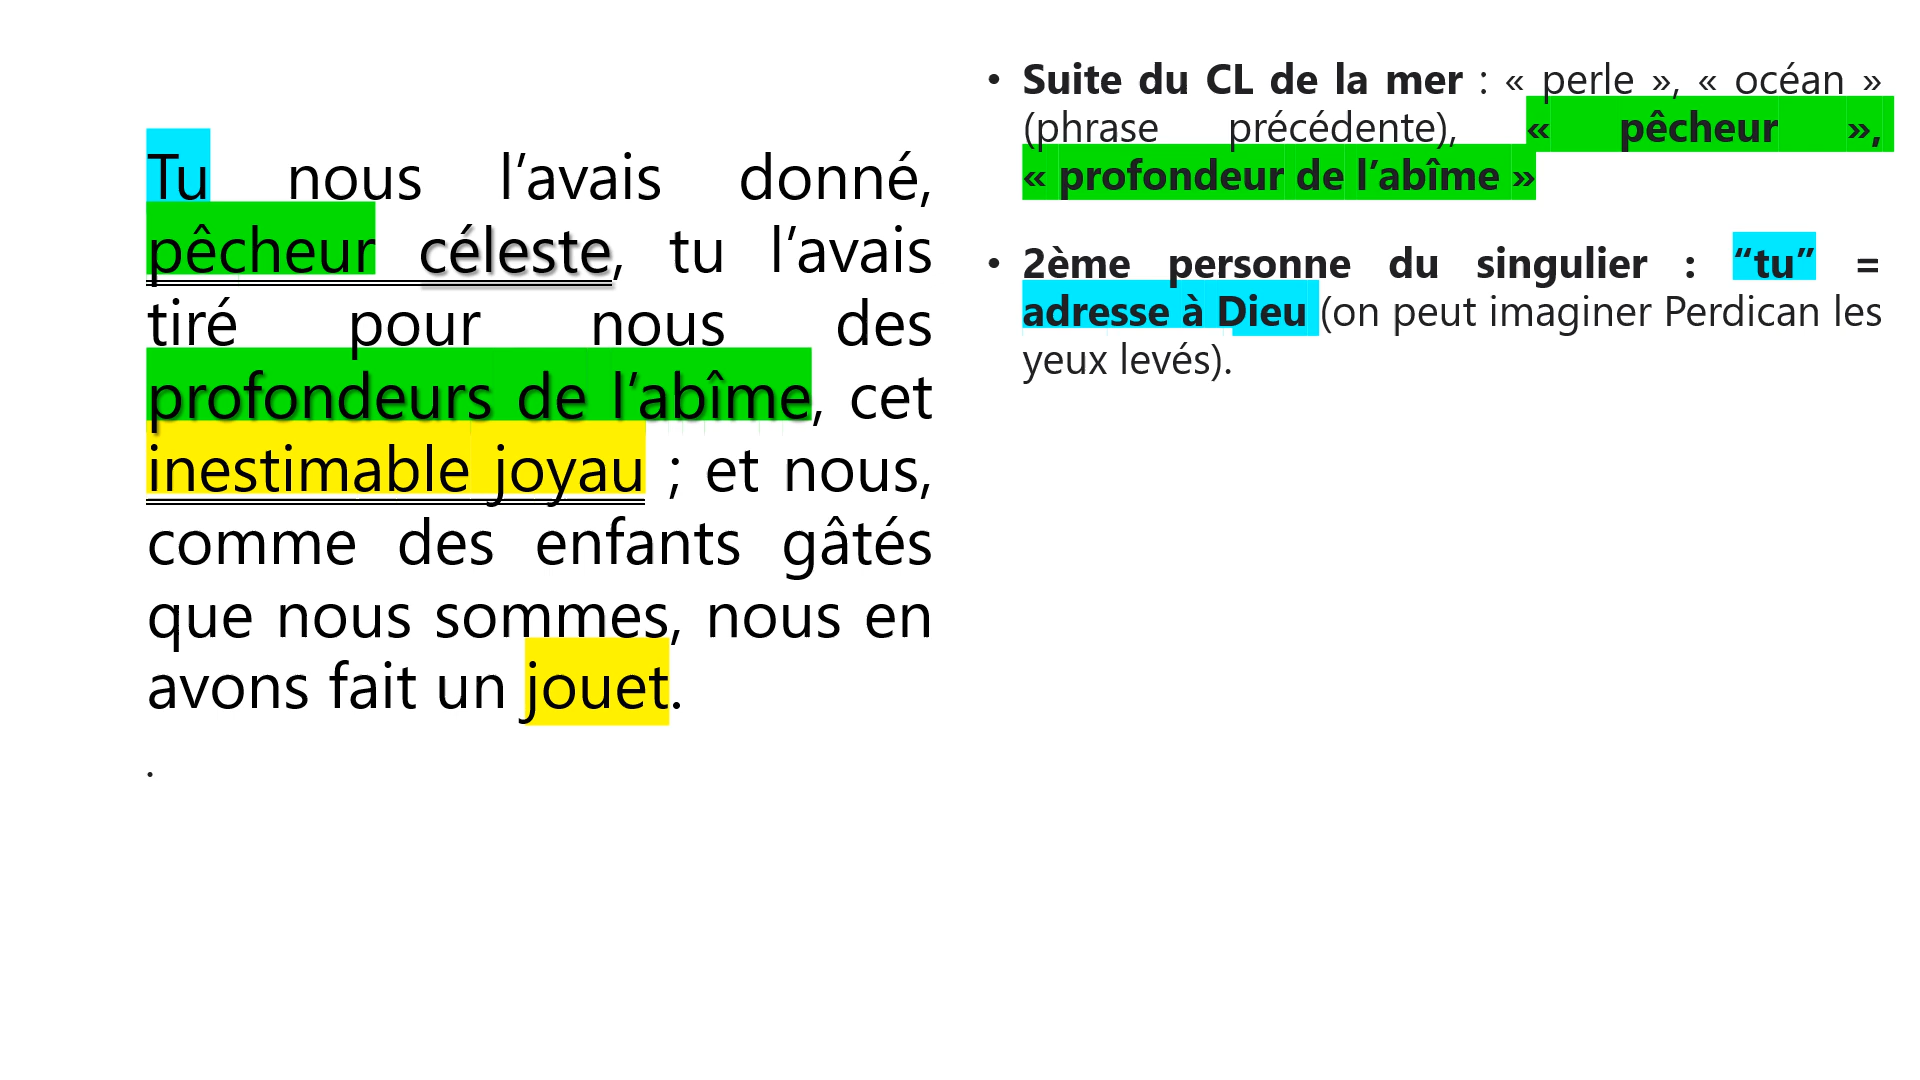 Tu nous l’avais donné,
pêcheur céleste, tu l’avais
tiré pour nous des
profondeurs de l’abîme, cet
inestimable joyau ; et nous,
comme des enfants gâtés
que nous sommes, nous en
avons fait un jouet.
.
• Suite du CL de la mer : « perle », « océan »
(phrase précédente), « pêcheur »,
« profondeur de l’abîme »
• 2ème personne du singulier : “tu” =
adresse à Dieu (on peut imaginer Perdican les
yeux levés).